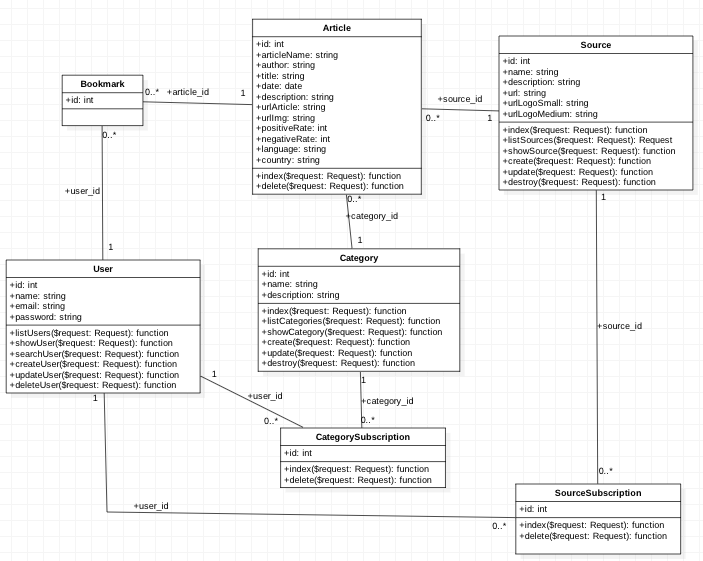 Article
+id: int
+articleName: string
+author: string
+title: string
+date: date
+description: string
+urlArticle: string
+urlImg: string
+positiveRate: int
+negativeRate: int
+language: string
+country: string
+index($request: Request): function
+delete($request: Request): function
Source
+id: int
+name: string
+description: string
+url: string
+urlLogoSmall: string
+urlLogoMedium: string
+index($request: Request): function
+listSources($request: Request): Request
+showSource($request: Request): function
+create($request: Request): function
+update($request: Request): function
+destroy($request: Request): function
Bookmark
+id: int
0..* +article_id 1
+source_id
0..* 1
0..*
+user_id
1
0..*
+category_id
1
1
+source_id
0..*
User
+id: int
+name: string
+email: string
+password: string
+listUsers($request: Request): function
+showUser($request: Request): function
+searchUser($request: Request): function
+createUser($request: Request): function
+updateUser($request: Request): function
+deleteUser($request: Request): function
Category
+id: int
+name: string
+description: string
+index($request: Request): function
+listCategories($request: Request): function
+showCategory($request: Request): function
+create($request: Request): function
+update($request: Request): function
+destroy($request: Request): function
1
+user_id
0..*
1
+category_id
0..*
CategorySubscription
+id: int
+index($request: Request): function
+delete($request: Request): function
1
+user_id
0..*
SourceSubscription
+id: int
+index($request: Request): function
+delete($request: Request): function